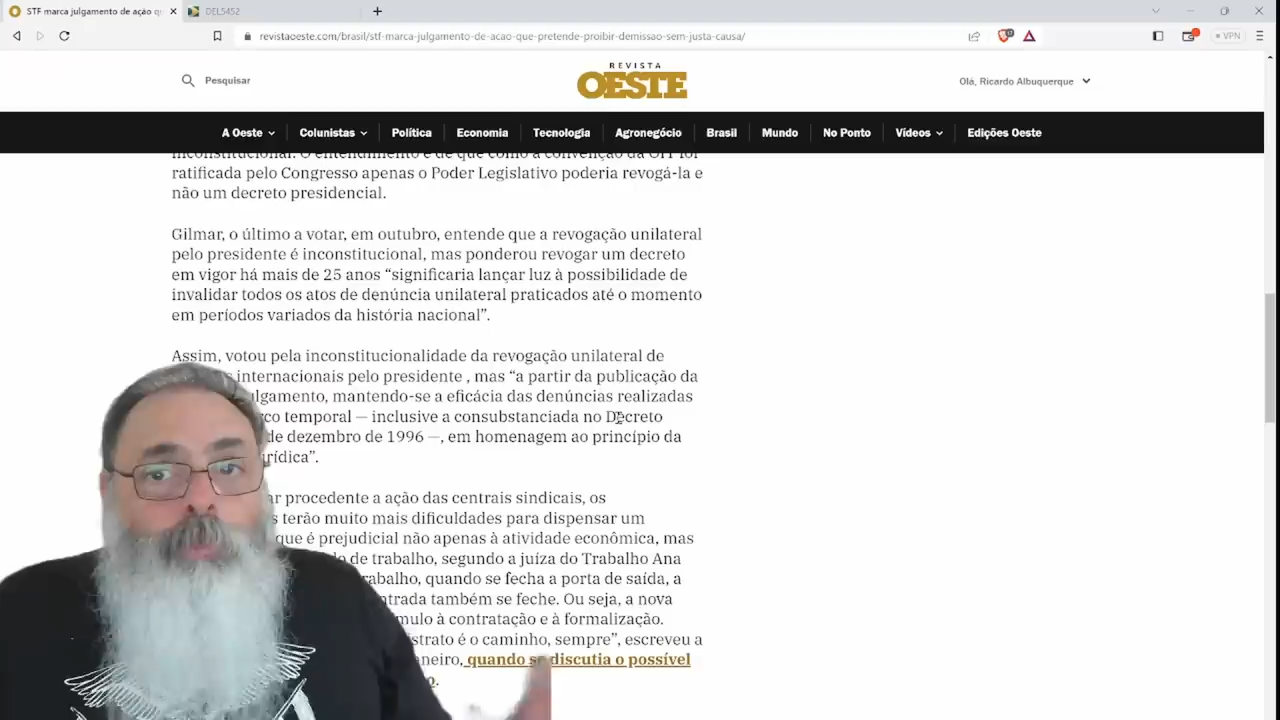 STF marca julgamento de ação q
DEL5452
revistaoeste.com/brasil/stf-marca-julgamento-de-acao-que-pretende-proibir-demissao-sem-justa-causa/
VPN
Pesquisar
REVISTA
OESTE
Olá, Ricardo Albuquerque
A Oeste
Colunistas
Política
Economia
Tecnologia
Agronegócio
Brasil
Mundo
No Ponto
Vídeos
Edições Oeste
inconstitucional. O entendimento é de que como a convenção da OIT foi
ratificada pelo Congresso apenas o Poder Legislativo poderia revogá-la e
não um decreto presidencial.
Gilmar, o último a votar, em outubro, entende que a revogação unilateral
pelo presidente é inconstitucional, mas ponderou revogar um decreto
em vigor há mais de 25 anos “significaria lançar luz à possibilidade de
invalidar todos os atos de denúncia unilateral praticados até o momento
em períodos variados da história nacional”.
Assim, votou pela inconstitucionalidade da revogação unilateral de
internacionais pelo presidente , mas “a partir da publicação da
ulgamento, mantendo-se a eficácia das denúncias realizadas
co temporal — inclusive a consubstanciada no Decreto
de dezembro de 1996 —, em homenagem ao princípio da
rídica”.
ar procedente a ação das centrais sindicais, os
s terão muito mais dificuldades para dispensar um
que é prejudicial não apenas à atividade econômica, mas
o de trabalho, segundo a juíza do Trabalho Ana
rabalho, quando se fecha a porta de saída, a
ntrada também se feche. Ou seja, a nova
mulo à contratação e à formalização.
istrato é o caminho, sempre”, escreveu a
aneiro, quando se discutia o possível